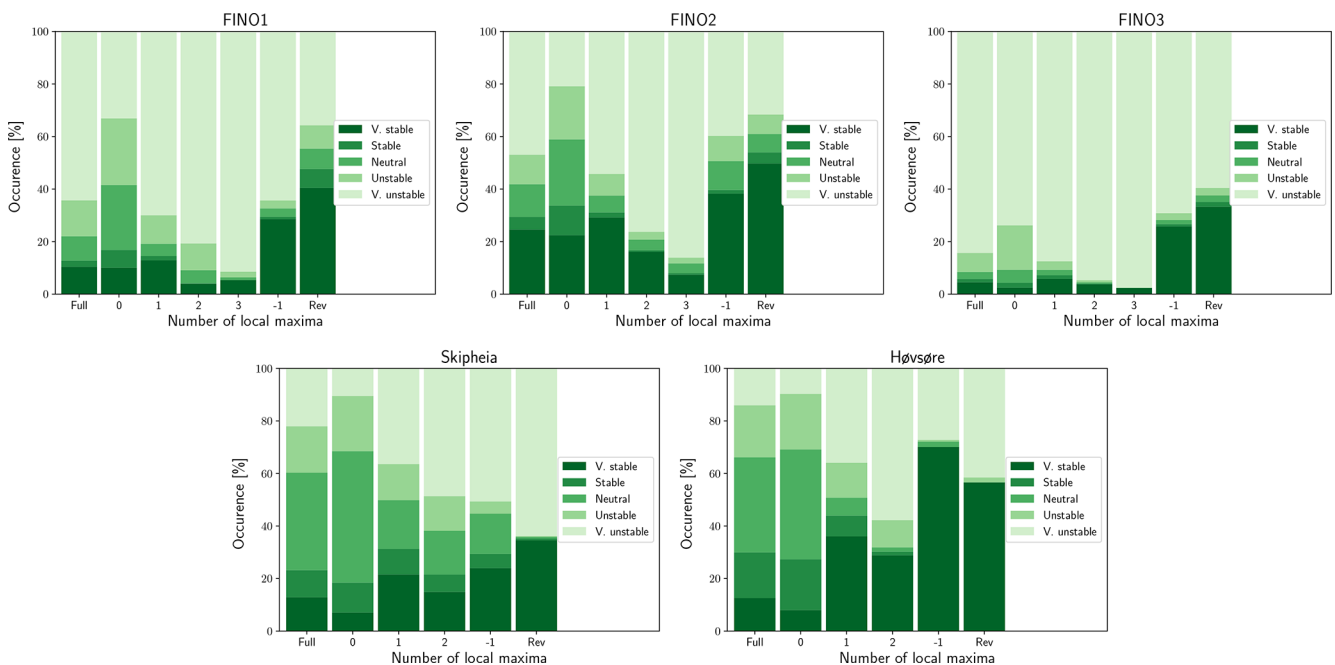 FINO1
100
80
60
40
20
0
Occurence [%]
V. stable
Stable
Neutral
Unstable
V. unstable
Full 0 1 2 3 -1 Rev
Number of local maxima
FINO2
100
80
60
40
20
0
Occurence [%]
V. stable
Stable
Neutral
Unstable
V. unstable
Full 0 1 2 3 -1 Rev
Number of local maxima
FINO3
100
80
60
40
20
0
Occurence [%]
V. stable
Stable
Neutral
Unstable
V. unstable
Full 0 1 2 3 -1 Rev
Number of local maxima
Skipheia
100
80
60
40
20
0
Occurence [%]
V. stable
Stable
Neutral
Unstable
V. unstable
Full 0 1 2 -1 Rev
Number of local maxima
Høvsøre
100
80
60
40
20
0
Occurence [%]
V. stable
Stable
Neutral
Unstable
V. unstable
Full 0 1 2 -1 Rev
Number of local maxima